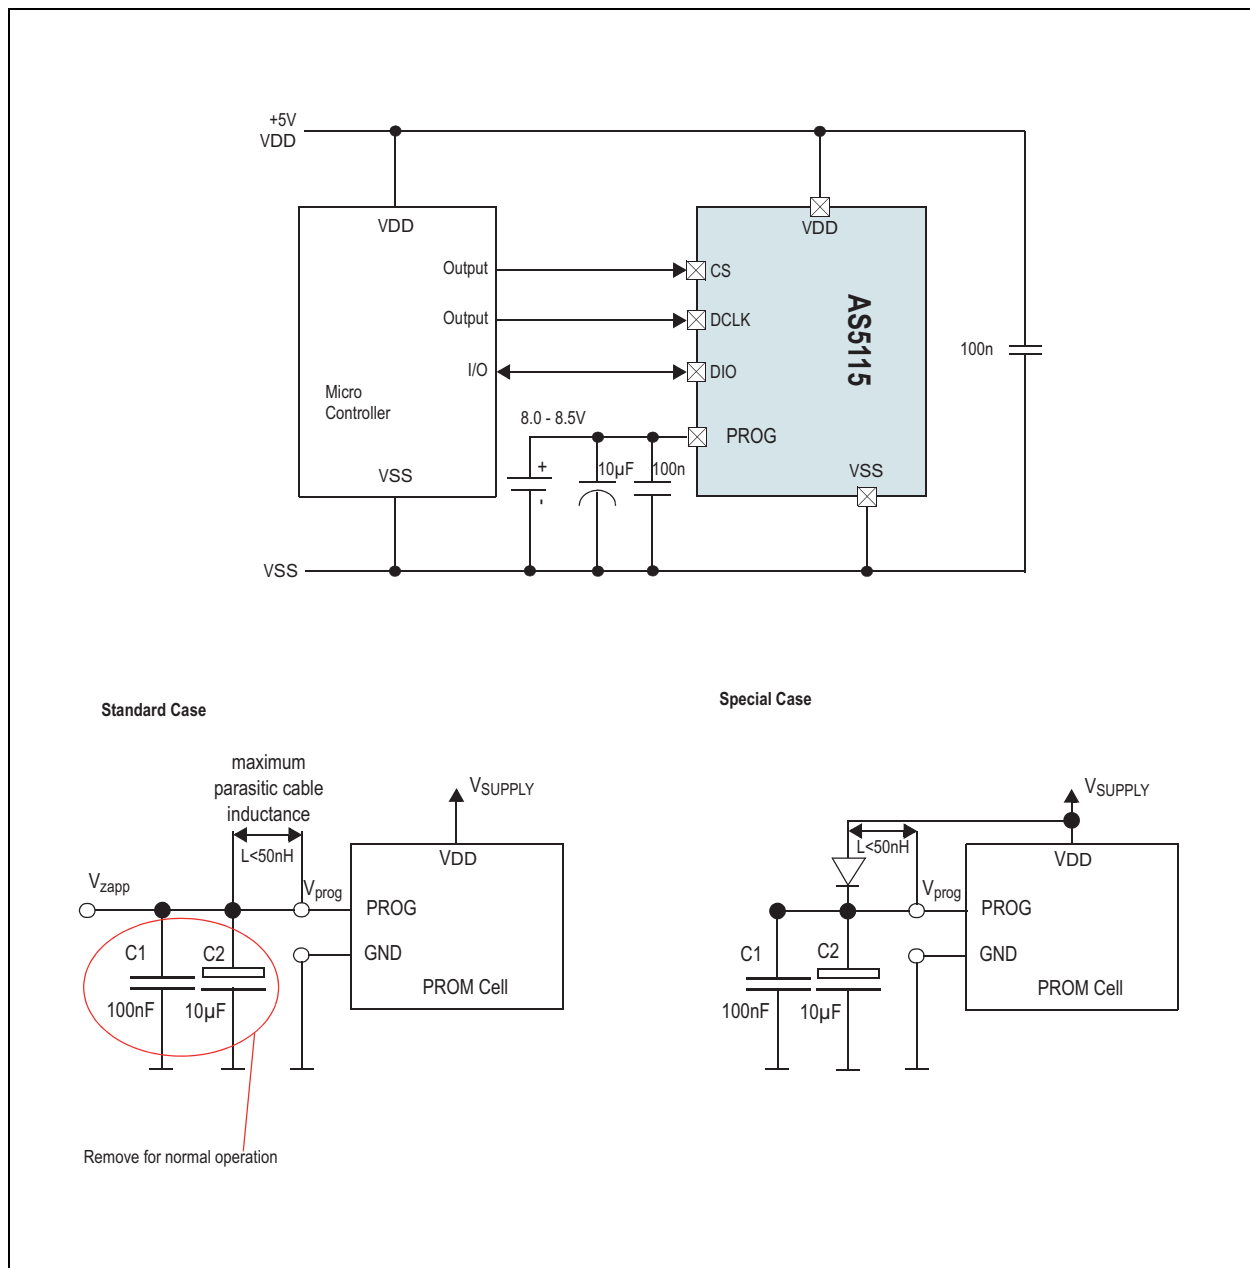 +5V
VDD
VDD
VDD
Output
CS
Output
DCLK
AS5115
100n
I/O
DIO
Micro
Controller
8.0 - 8.5V
PROG
+
10µF
100n
VSS
VSS
-
VSS
Standard Case
Special Case
maximum
parasitic cable
inductance
L<50nH
VSUPPLY
VDD
Vzapp
Vprog
PROG
C1
C2
GND
100nF
10µF
PROM Cell
Remove for normal operation
VSUPPLY
L<50nH
VDD
Vprog
PROG
C1
C2
GND
100nF
10µF
PROM Cell